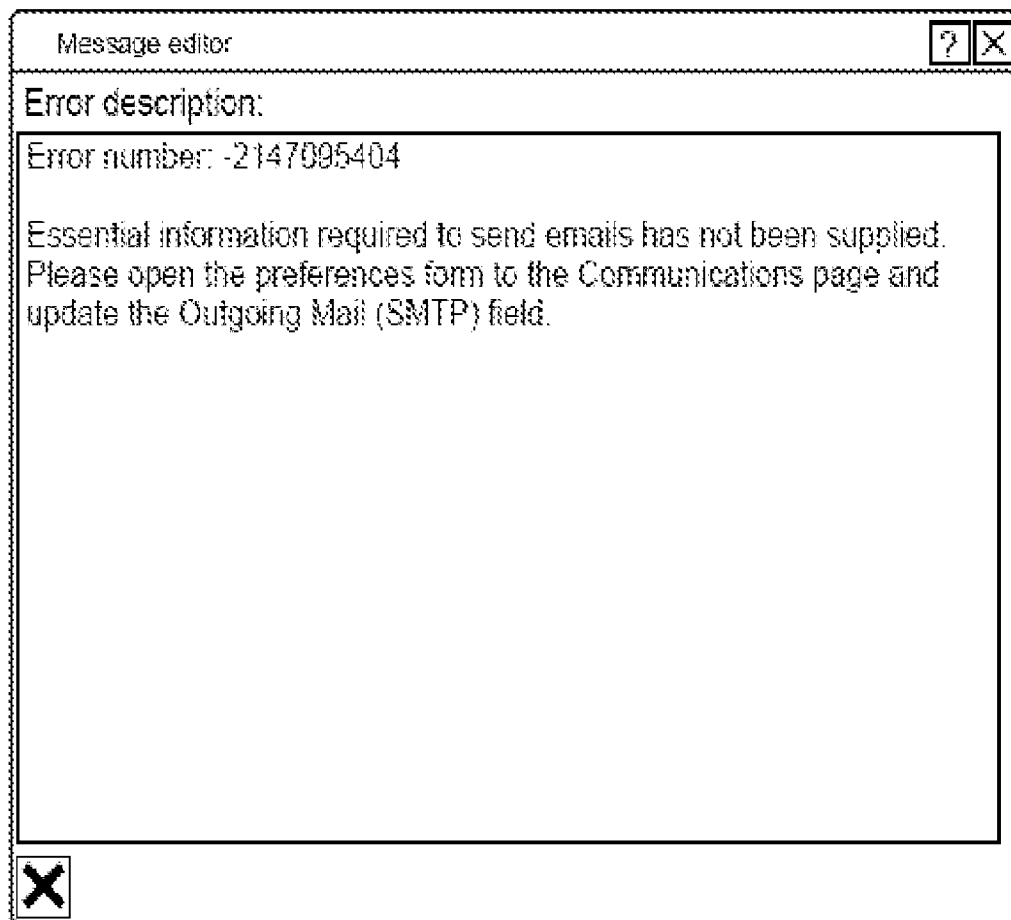 Message editor
Error description:
Error number: -2147095404
Essential information required to send emails has not been supplied.
Please open the preferences form to the Communications page and
update the Outgoing Mail (SMTP) field.